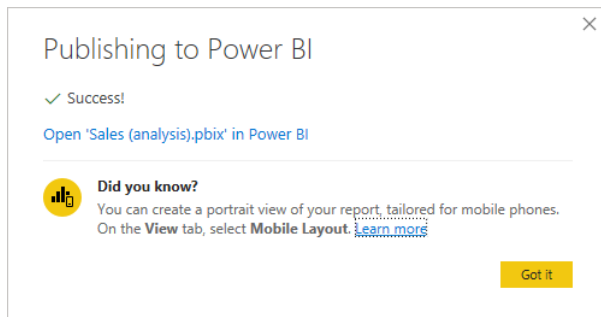 Publishing to Power BI
Success!
Open 'Sales (analysis).pbix' in Power BI
Did you know?
You can create a portrait view of your report, tailored for mobile phones.
On the View tab, select Mobile Layout. Learn more
Got it